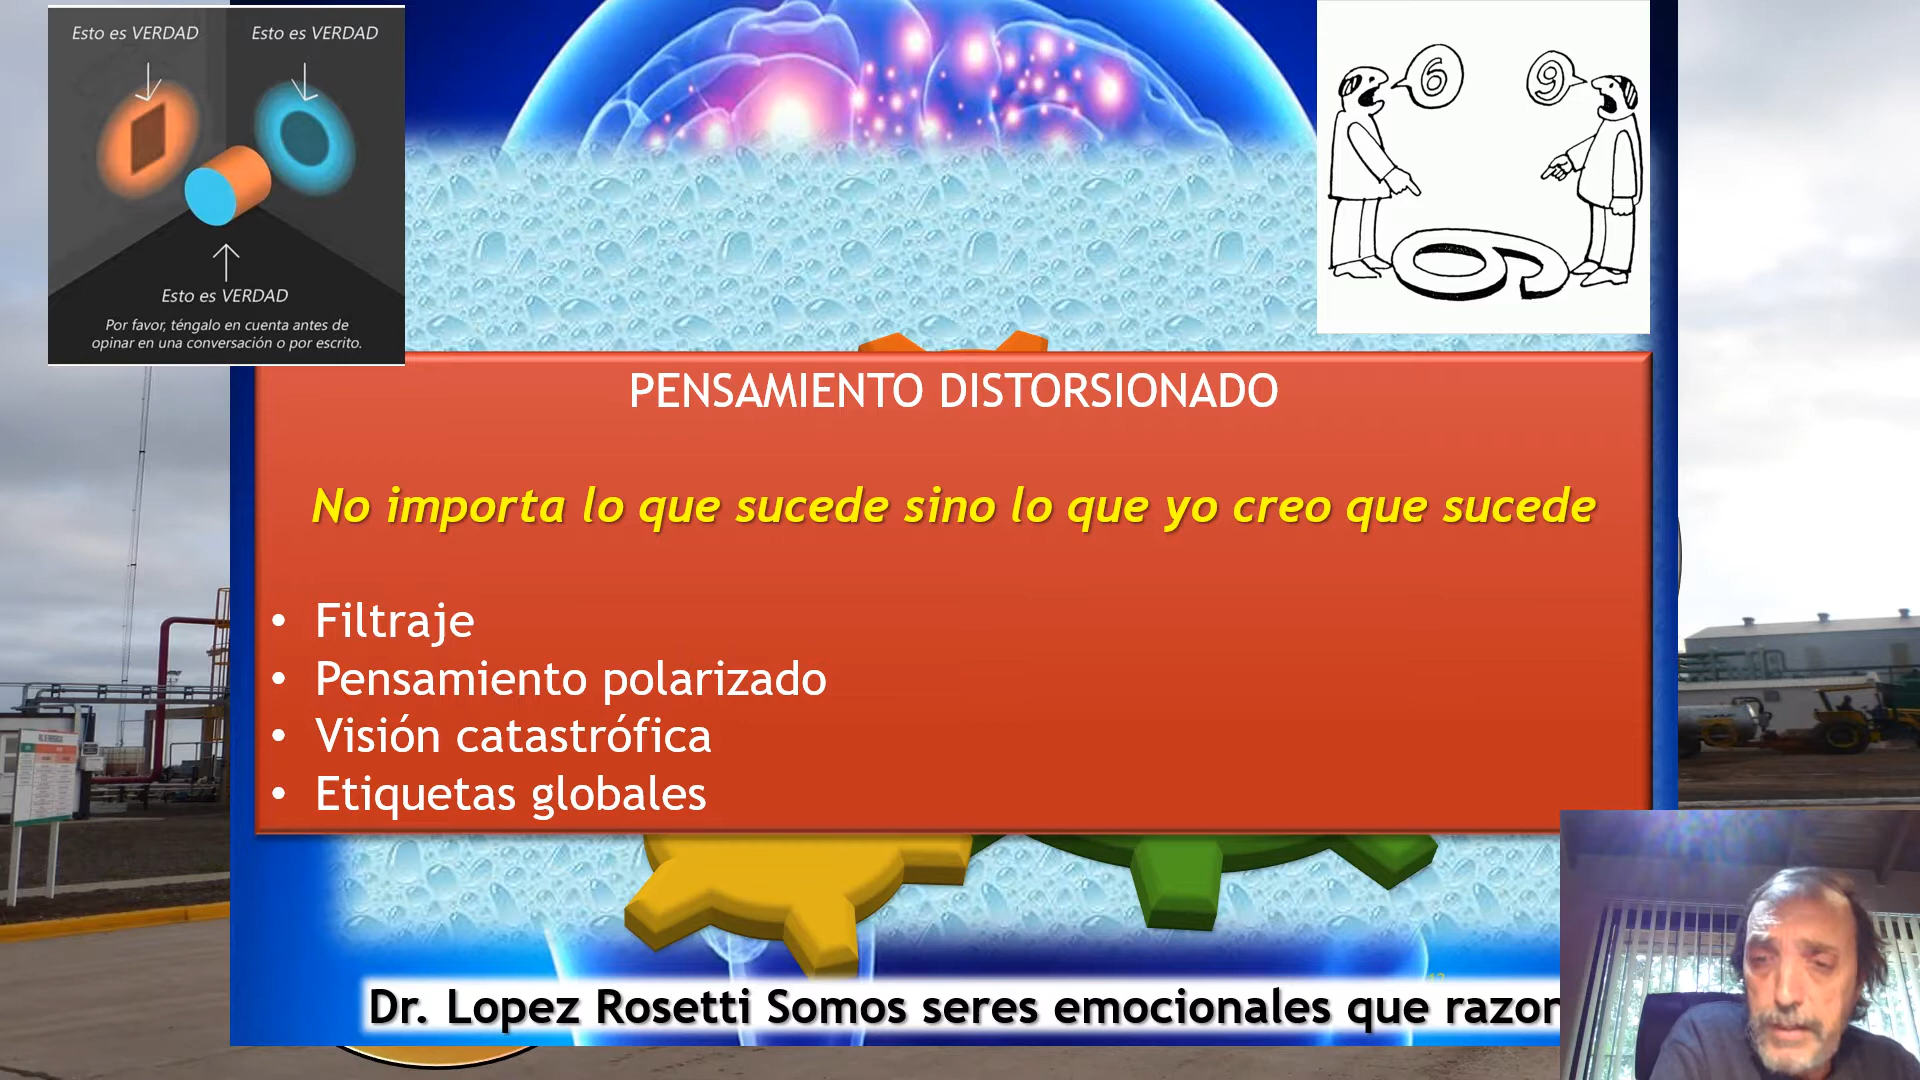 Esto es VERDAD
Esto es VERDAD
Esto es VERDAD
Por favor, téngalo en cuenta antes de
opinar en una conversación o por escrito.
6
9
PENSAMIENTO DISTORSIONADO
No importa lo que sucede sino lo que yo creo que sucede
• Filtraje
• Pensamiento polarizado
• Visión catastrófica
• Etiquetas globales
Dr. Lopez Rosetti Somos seres emocionales que razon